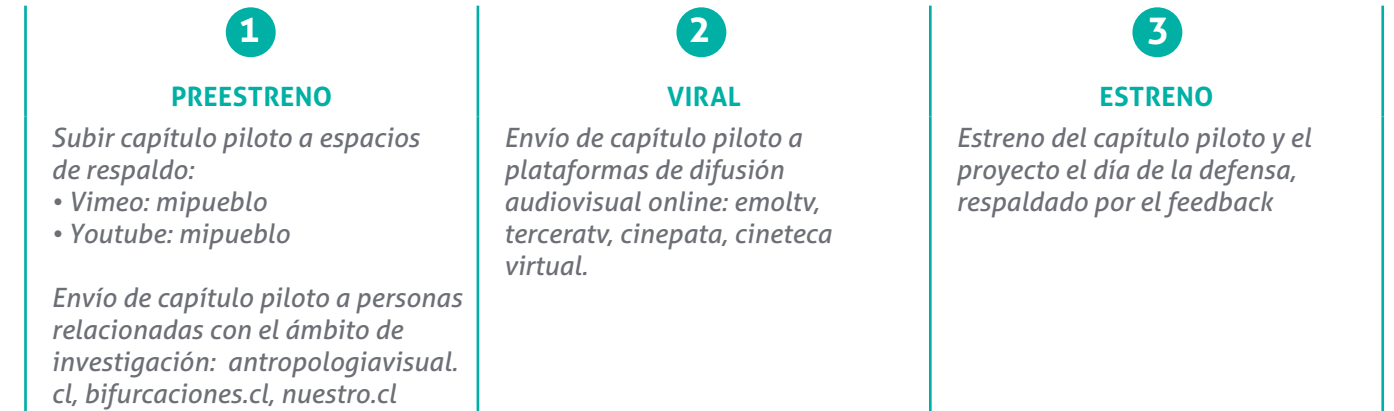 1
PREESTRENO
Subir capítulo piloto a espacios
de respaldo:
• Vimeo: mipueblo
• Youtube: mipueblo
Envío de capítulo piloto a personas
relacionadas con el ámbito de
investigación: antropologiavisual.
cl, bifurcaciones.cl, nuestro.cl
2
VIRAL
Envío de capítulo piloto a
plataformas de difusión
audiovisual online: emoltv,
terceratv, cinepata, cineteca
virtual.
3
ESTRENO
Estreno del capítulo piloto y el
proyecto el día de la defensa,
respaldado por el feedback